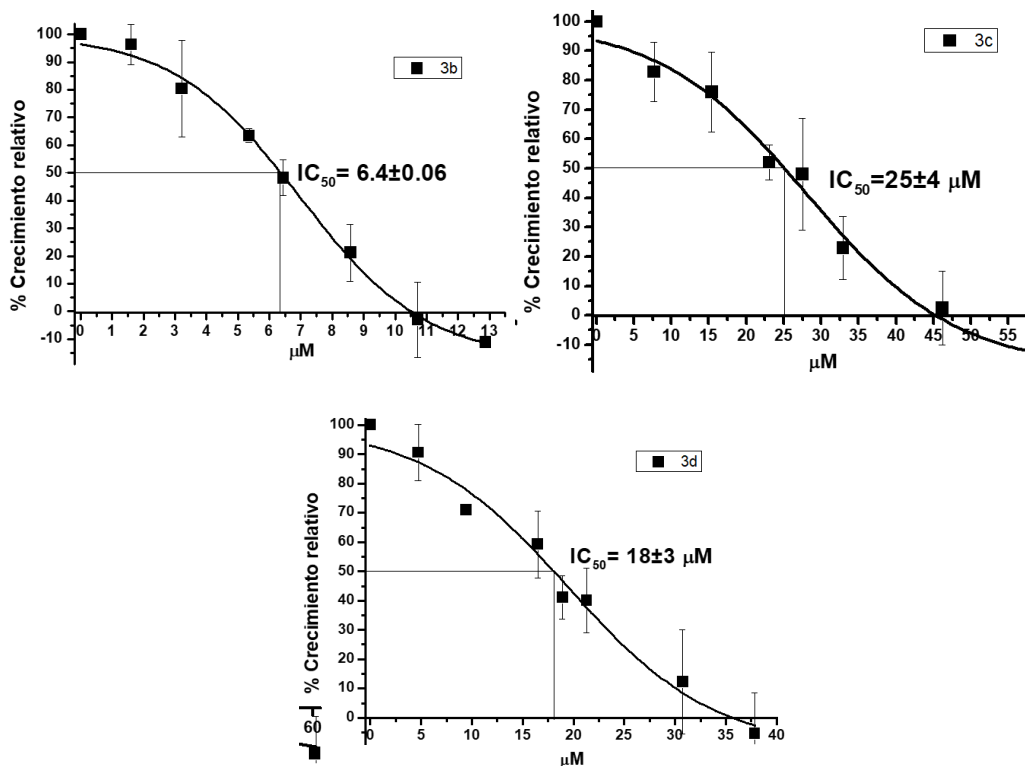 100
90
80
70
60
50
40
30
20
10
0
-10
% Crecimiento relativo
3b
IC50= 6.4±0.06
0 1 2 3 4 5 6 7 8 9 10 11 12 13
μM
100
90
80
70
60
50
40
30
20
10
0
-10
% Crecimiento relativo
3c
IC50=25±4 μM
0 5 10 15 20 25 30 35 40 45 50 55
μM
100
90
80
70
60
50
40
30
20
10
0
% Crecimiento relativo
3d
IC50= 18±3 μM
0 5 10 15 20 25 30 35 40
μM
60